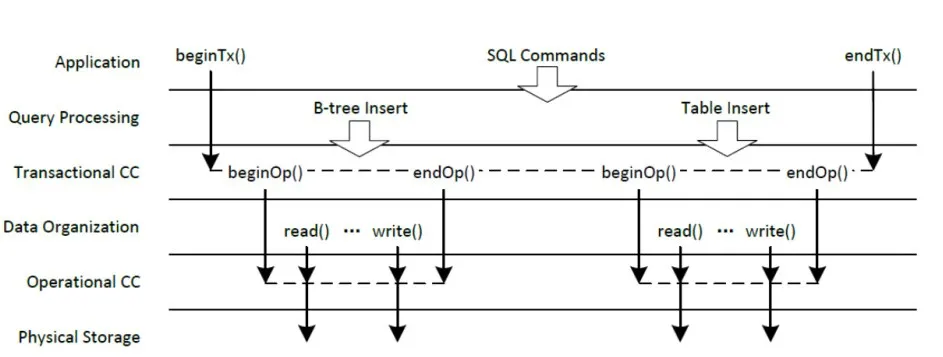 Application beginTx() SQL Commands endTx()
Query Processing B-tree Insert Table Insert
Transactional CC beginOp() endOp() beginOp() endOp()
Data Organization read() ··· write() read() ··· write()
Operational CC
Physical Storage